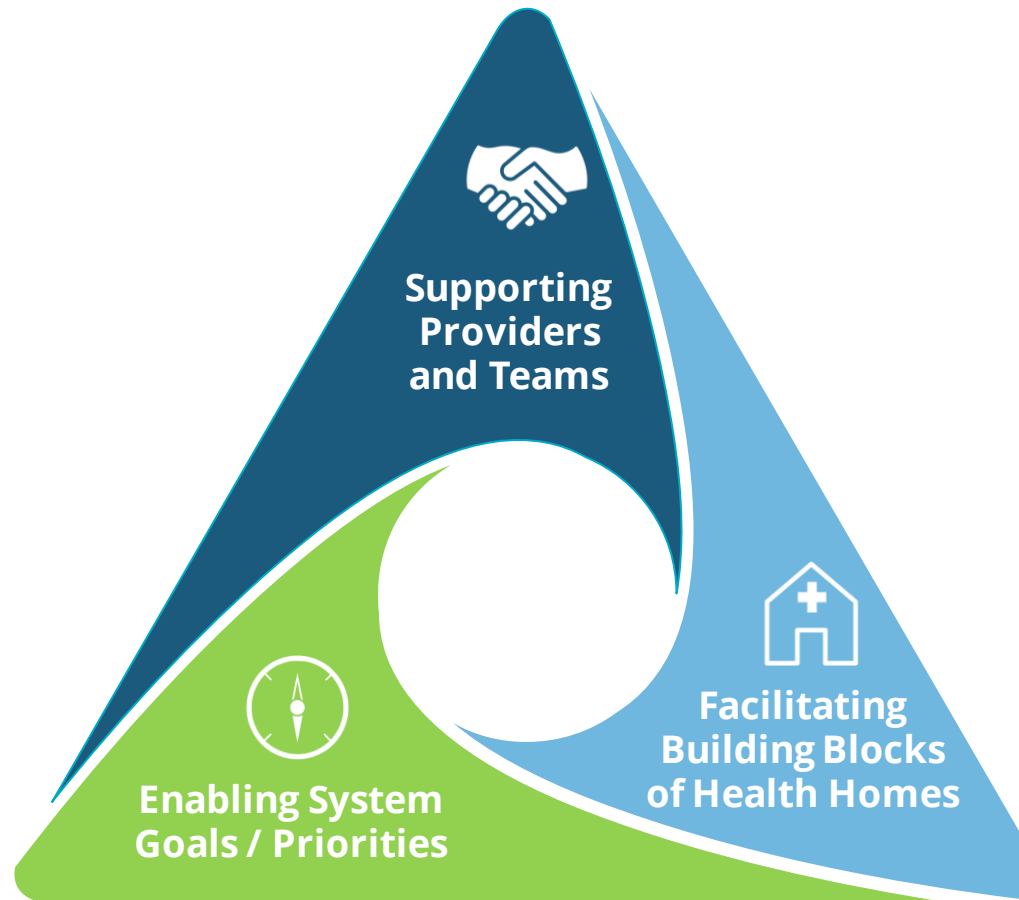 Supporting
Providers
and Teams
Facilitating
Building Blocks
of Health Homes
Enabling System
Goals / Priorities